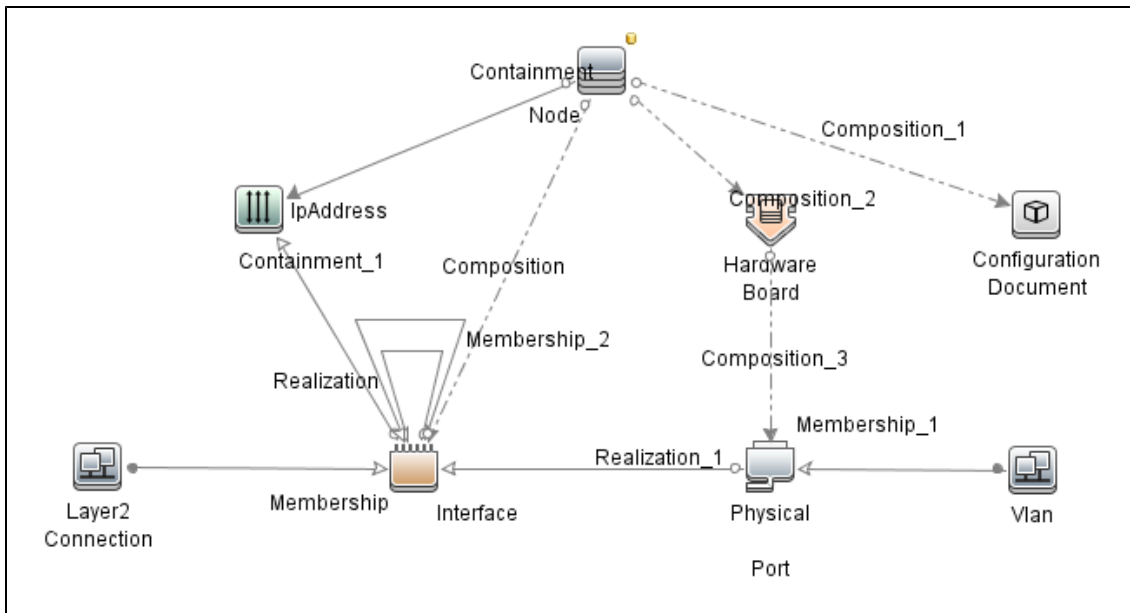 Containment
Node
Composition_1
IpAddress
Composition_2
Containment_1
Composition
Hardware
Board
Configuration
Document
Membership_2
Realization
Composition_3
Membership_1
Realization_1
Layer2
Connection
Membership
Interface
Physical
Port
Vlan